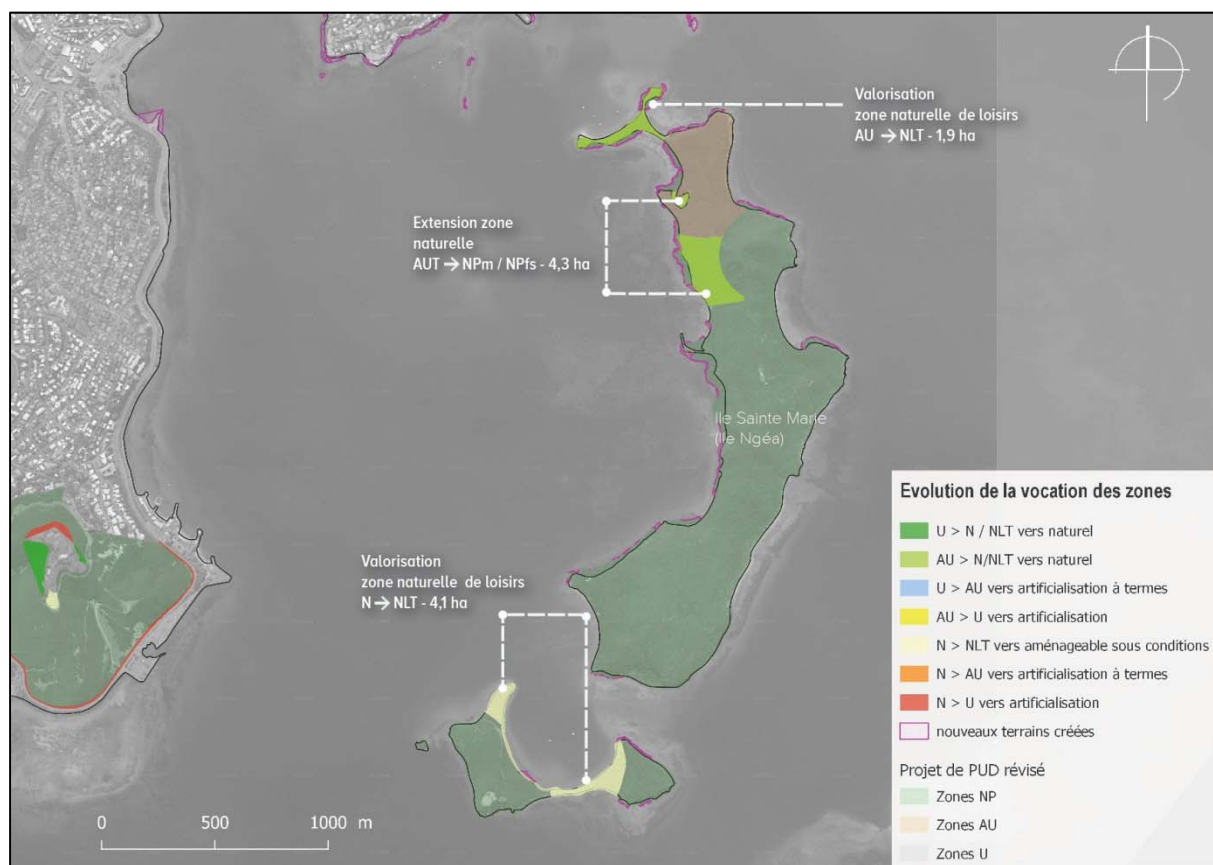 Valorisation
zone naturelle de loisirs
AU → NLT - 1,9 ha
Extension zone
naturelle
AUT → NPm / NPfs - 4,3 ha
Ile Sainte Marie
(Ile Ngéa)
Valorisation
zone naturelle de loisirs
N → NLT - 4,1 ha
Evolution de la vocation des zones
U > N / NLT vers naturel
AU > N/NLT vers naturel
U > AU vers artificialisation à termes
AU > U vers artificialisation
N > NLT vers aménageable sous conditions
N > AU vers artificialisation à termes
N > U vers artificialisation
nouveaux terrains créées
Projet de PUD révisé
Zones NP
Zones AU
Zones U
0 500 1000 m